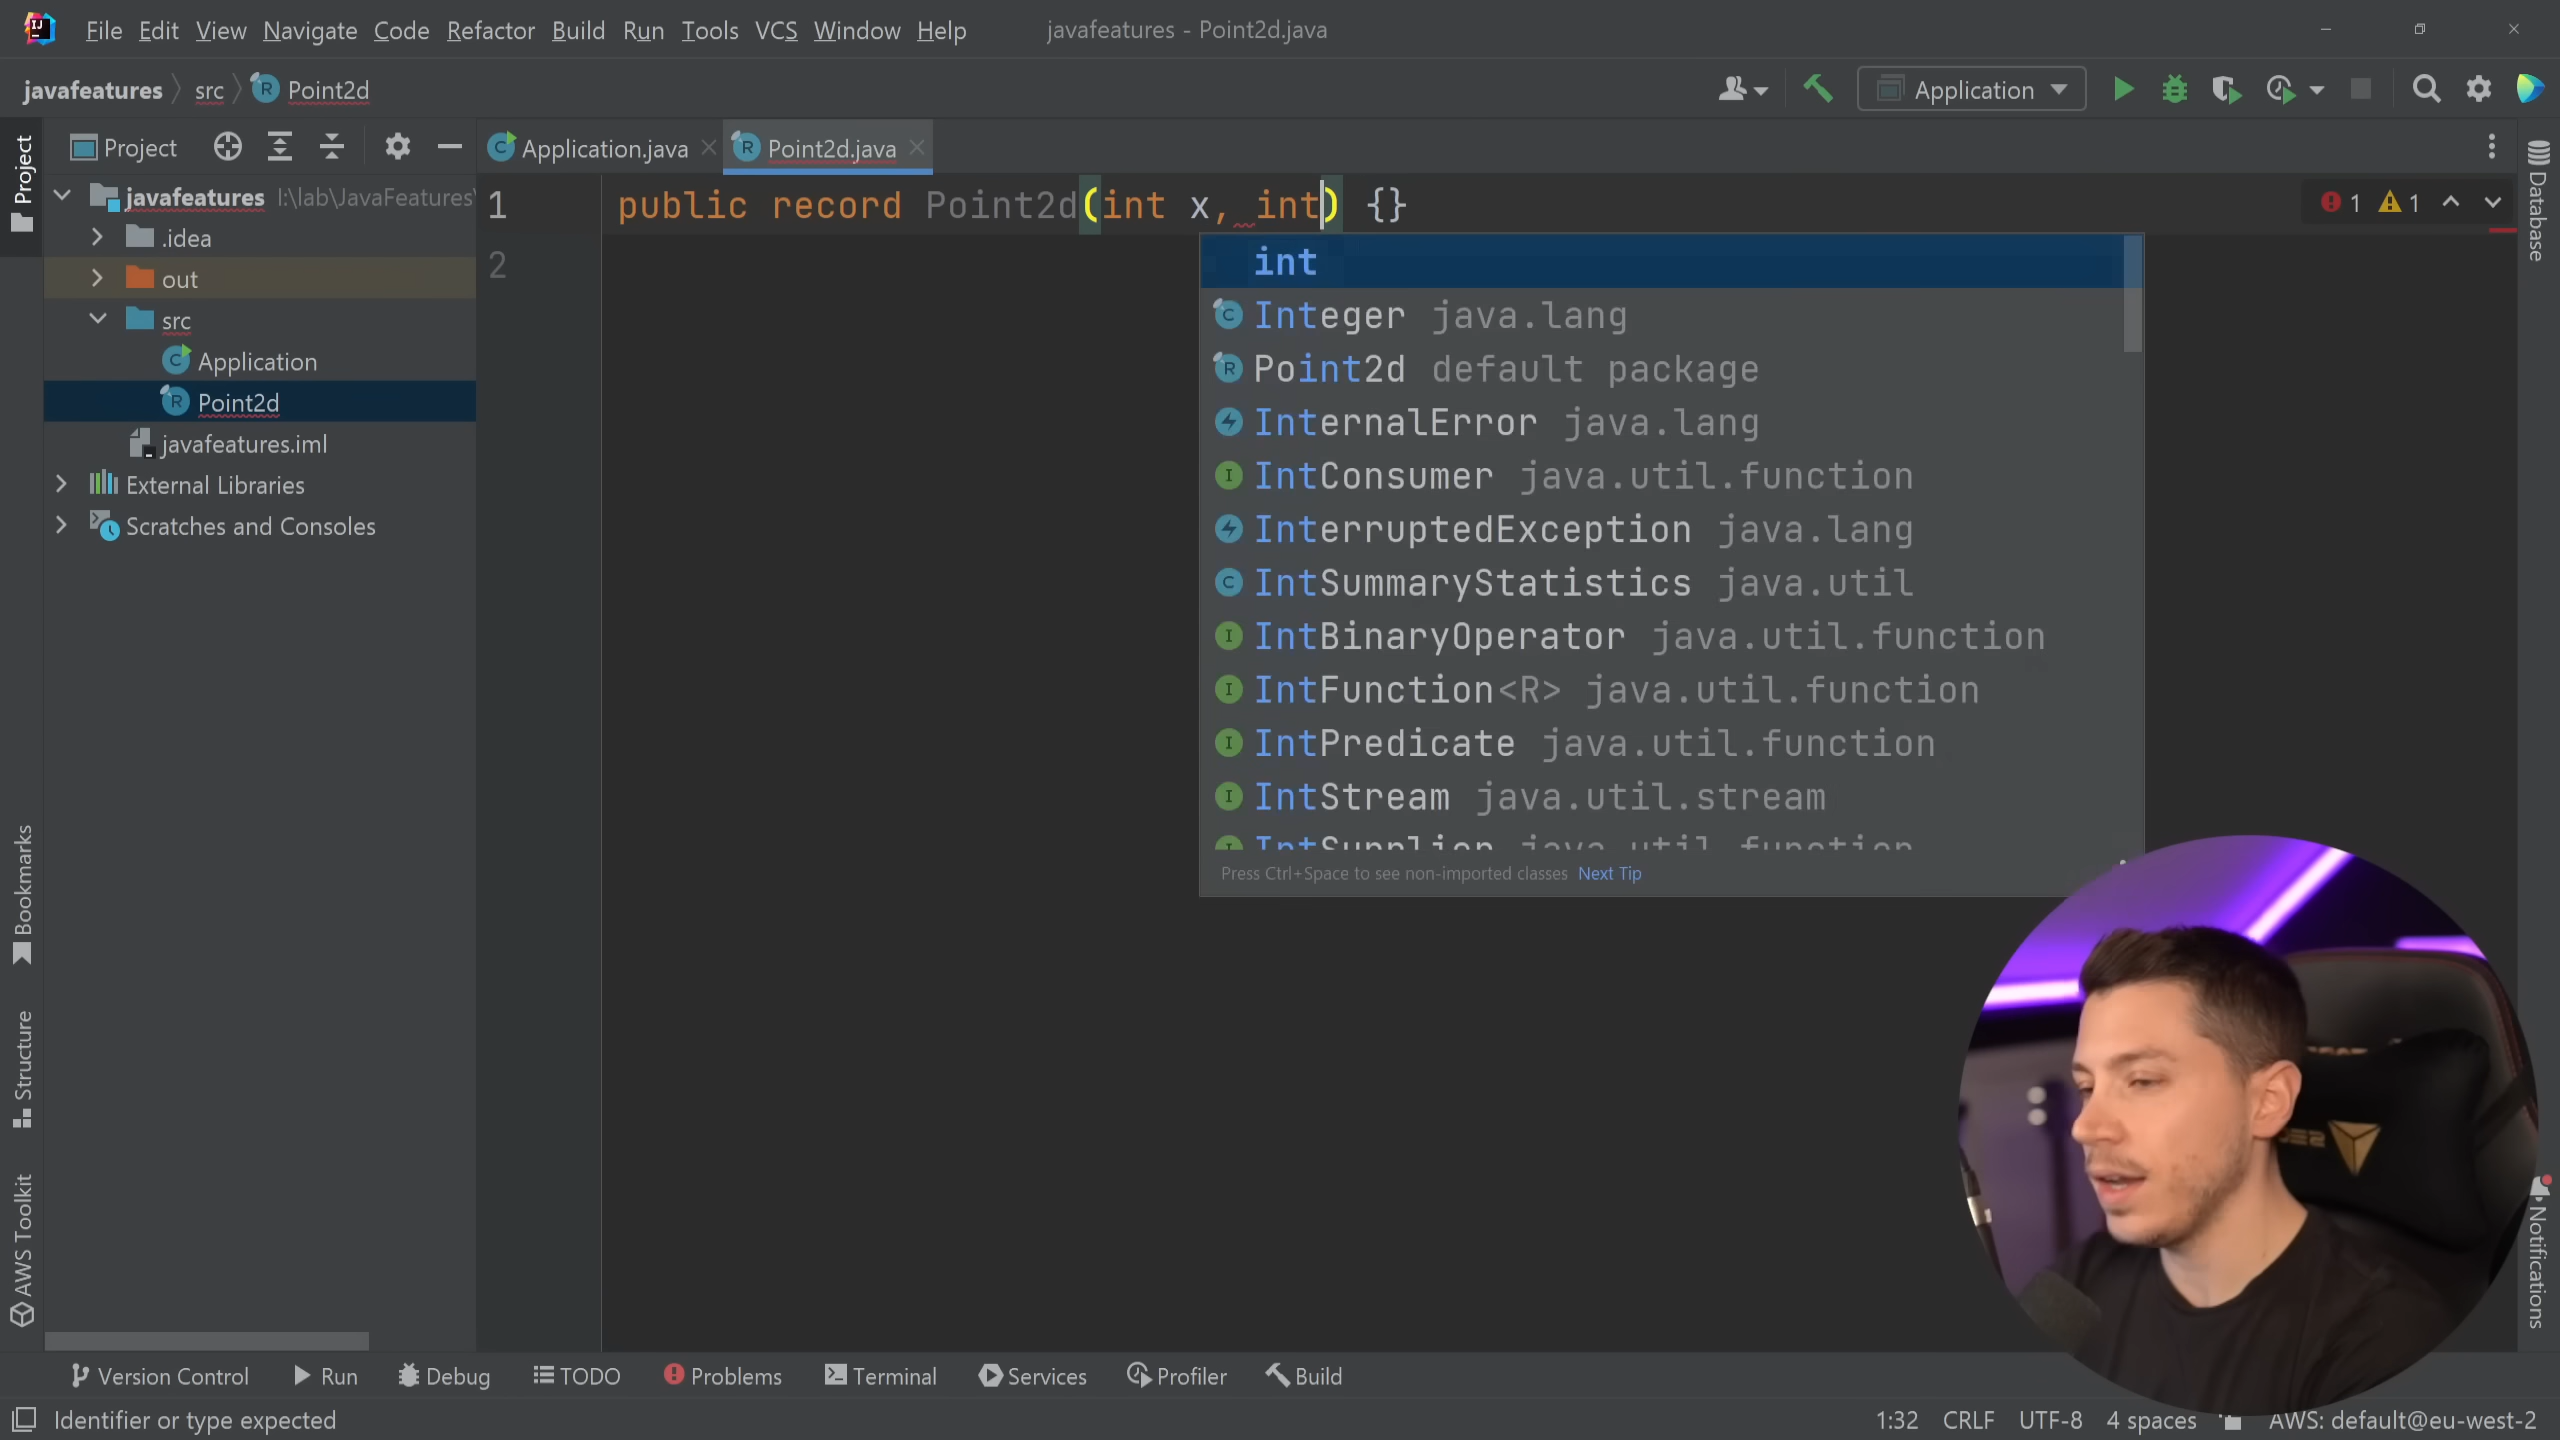 File Edit View Navigate Code Refactor Build Run Tools VCS Window Help javafeatures - Point2d.java
javafeatures src Point2d Application
Project Application.java Point2d.java
Project
javafeatures I:\lab\JavaFeatures\
.idea
out
src
Application
Point2d
javafeatures.iml
External Libraries
Scratches and Consoles
1 public record Point2d(int x, int) {} 1 1
2
int
Integer java.lang
Point2d default package
InternalError java.lang
IntConsumer java.util.function
InterruptedException java.lang
IntSummaryStatistics java.util
IntBinaryOperator java.util.function
IntFunction<R> java.util.function
IntPredicate java.util.function
IntStream java.util.stream
IntSupplier java.util.function
Press Ctrl+Space to see non-imported classes Next Tip
Database
Notifications
Bookmarks
Structure
AWS Toolkit
Version Control Run Debug TODO Problems Terminal Services Profiler Build
Identifier or type expected 1:32 CRLF UTF-8 4 spaces AWS: default@eu-west-2